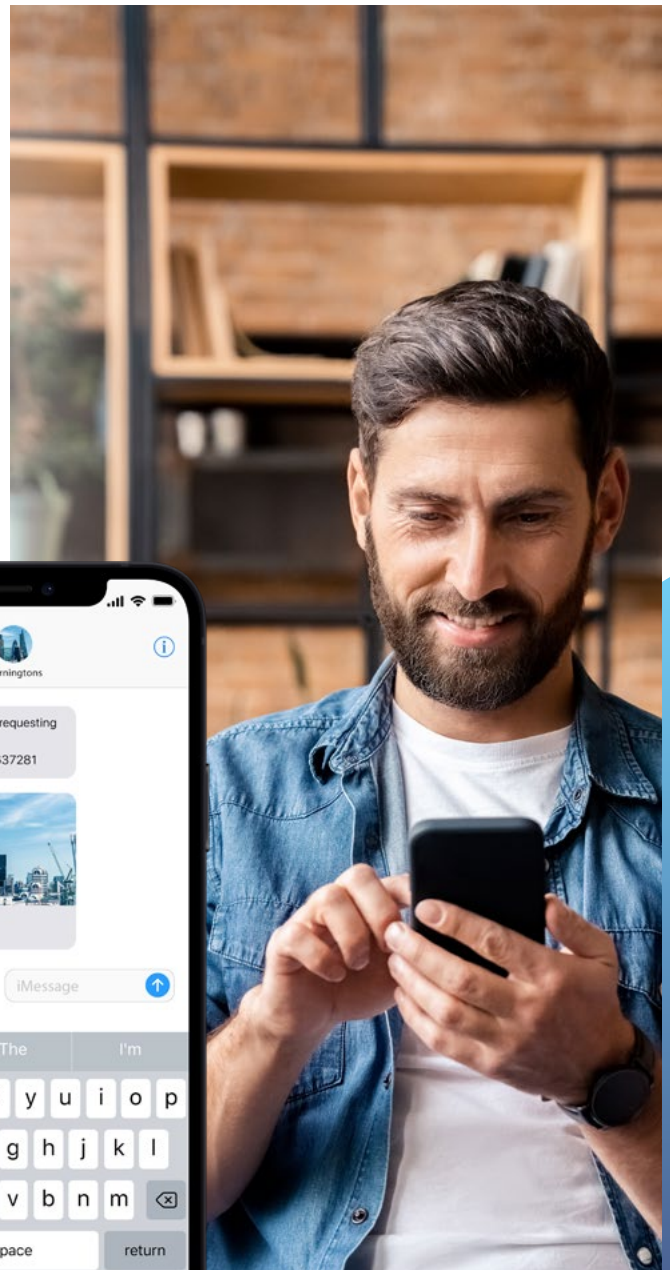 rningtons
requesting
637281
iMessage
The
I'm
y u i o p
g h j k l
v b n m
pace
return